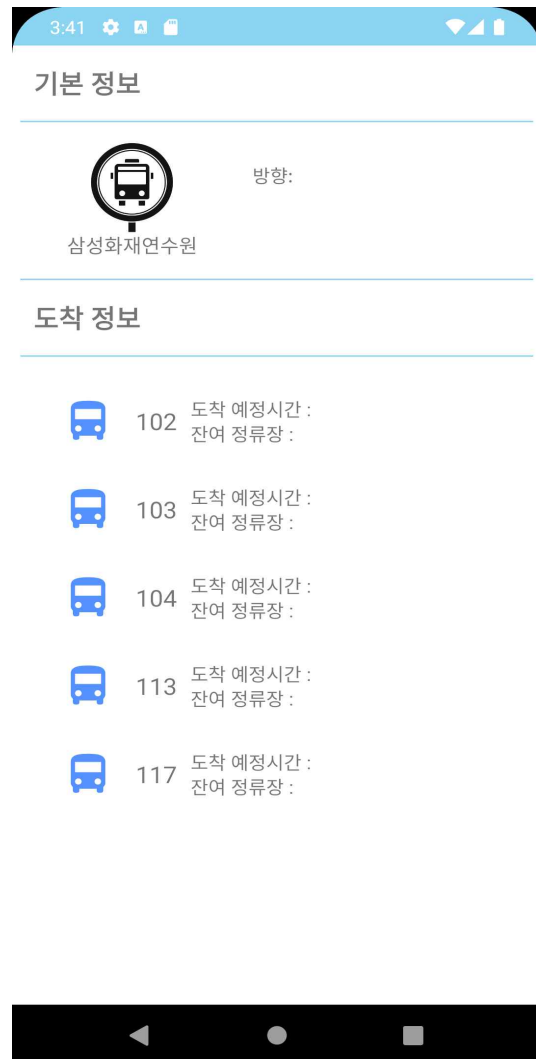 3:41
기본 정보
방향:
삼성화재연수원
도착 정보
102
도착 예정시간 :
잔여 정류장 :
103
도착 예정시간 :
잔여 정류장 :
104
도착 예정시간 :
잔여 정류장 :
113
도착 예정시간 :
잔여 정류장 :
117
도착 예정시간 :
잔여 정류장 :